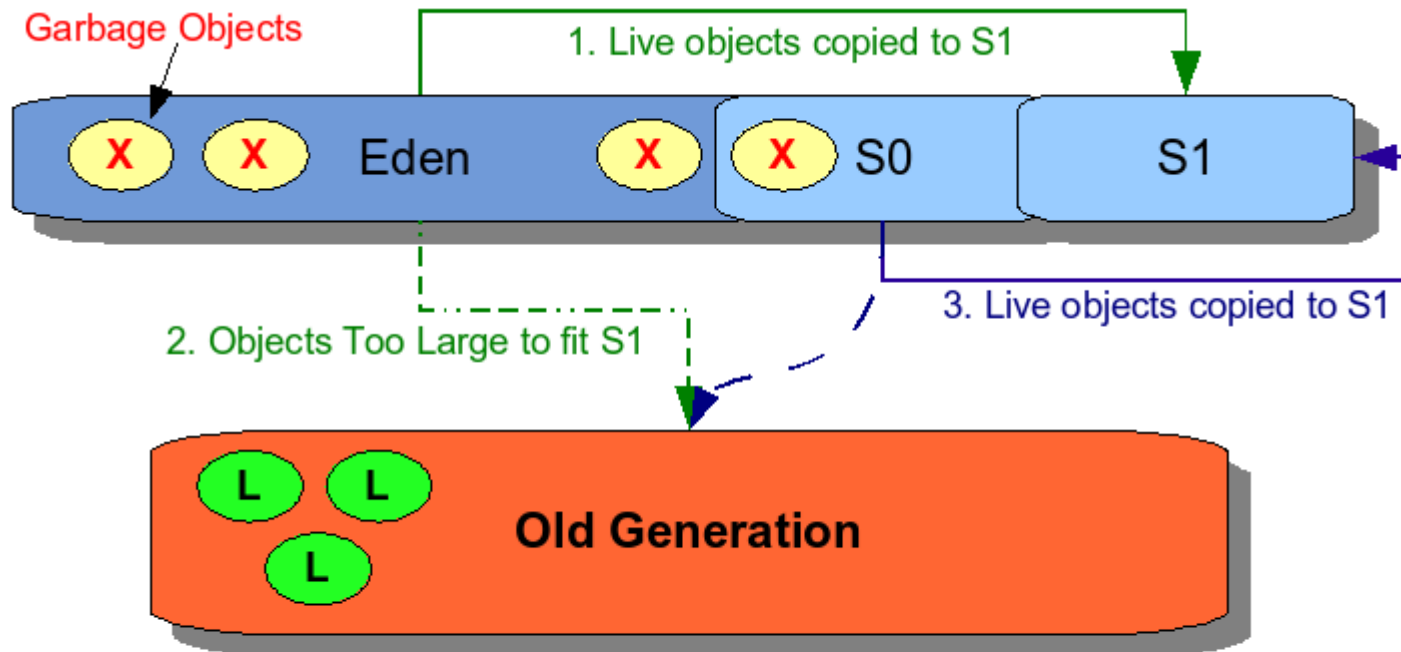 Garbage Objects
1. Live objects copied to S1
X
X
Eden
X
X
S0
S1
3. Live objects copied to S1
2. Objects Too Large to fit S1
L
L
Old Generation
L